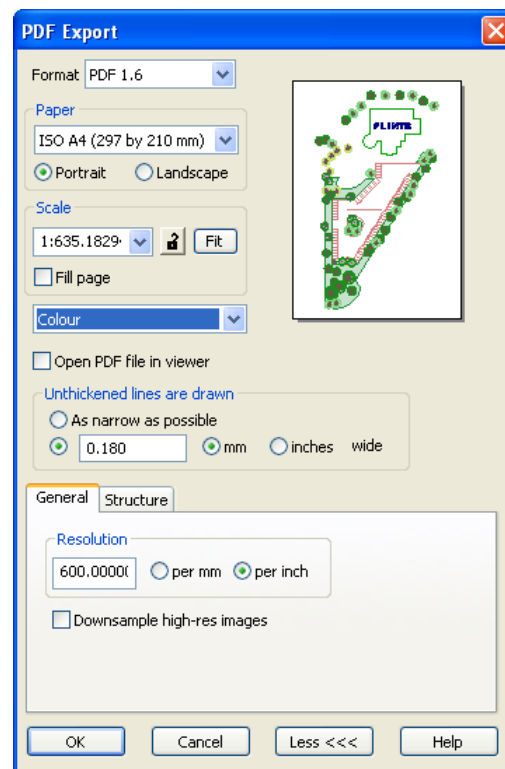 PDF Export
Format PDF 1.6
Paper
ISO A4 (297 by 210 mm)
Portrait Landscape
Scale
1:635.1829 Fit
Fill page
Colour
Open PDF file in viewer
Unthickened lines are drawn
As narrow as possible
0.180 mm inches wide
General Structure
Resolution
600.0000 per mm per inch
Downsample high-res images
OK Cancel Less <<< Help